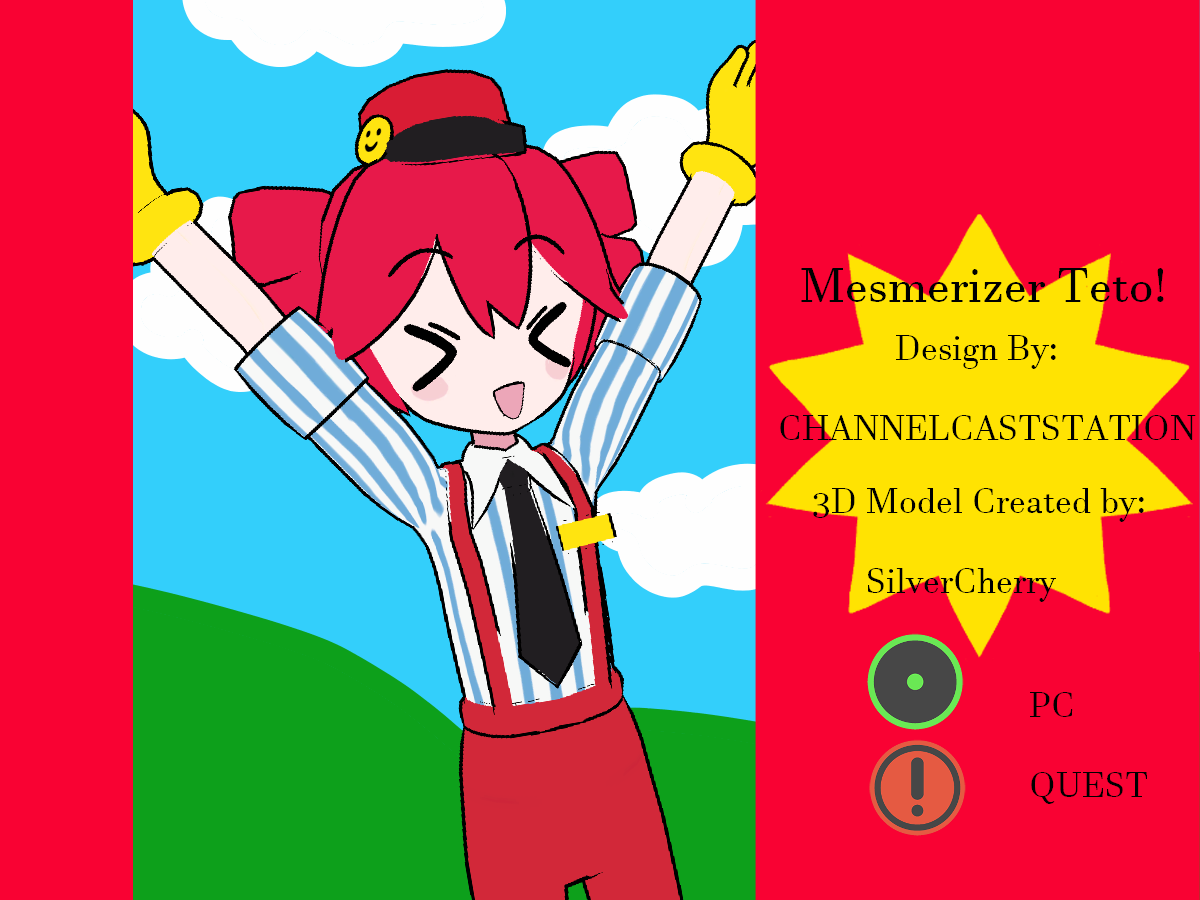 Mesmerizer Teto!
Design By:
CHANNELCASTSTATION
3D Model Created by:
SilverCherry
PC
QUEST